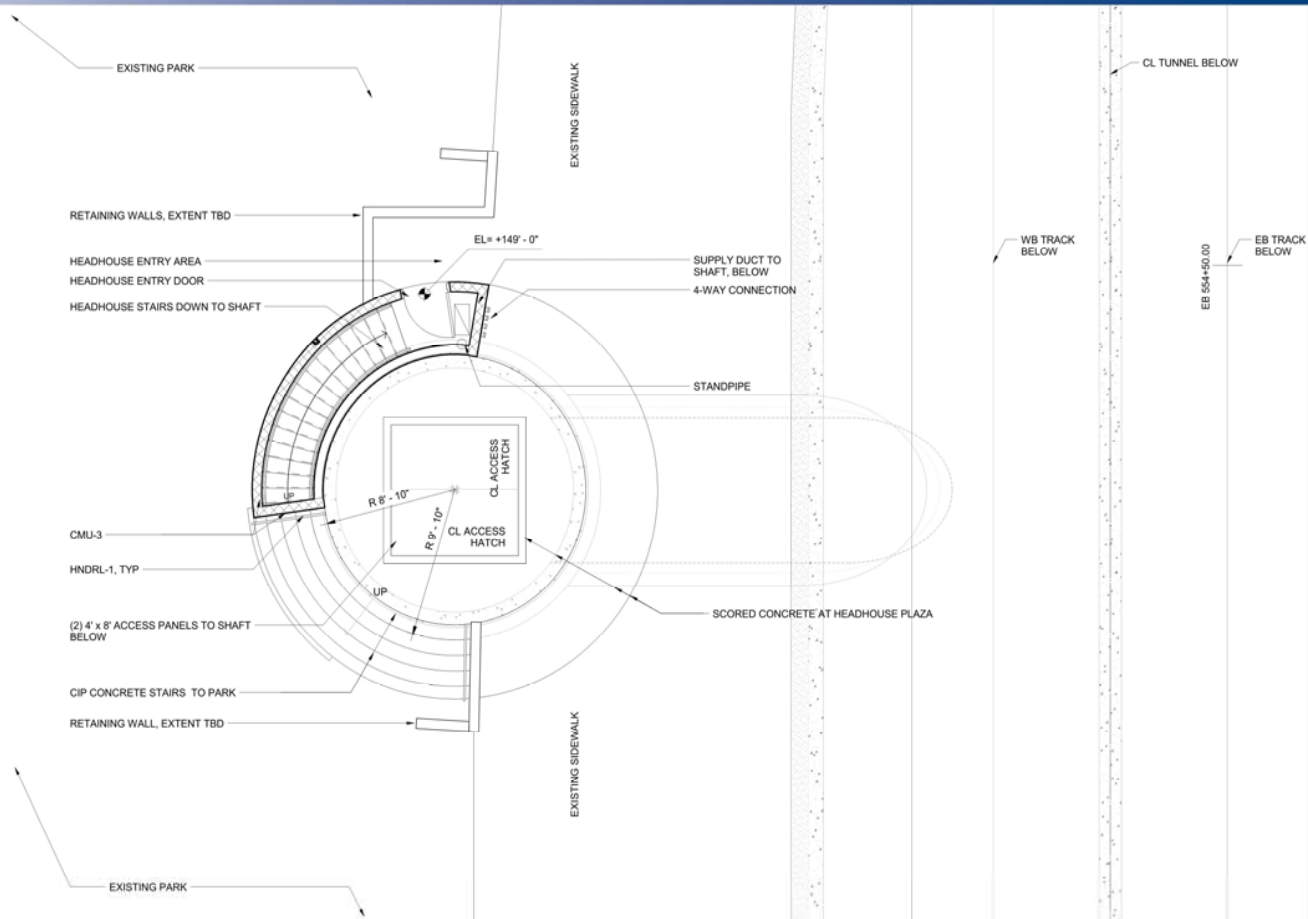 EXISTING PARK
EXISTING SIDEWALK
CL TUNNEL BELOW
RETAINING WALLS, EXTENT TBD
EL= +149' - 0"
HEADHOUSE ENTRY AREA
HEADHOUSE ENTRY DOOR
HEADHOUSE STAIRS DOWN TO SHAFT
SUPPLY DUCT TO
SHAFT, BELOW
4-WAY CONNECTION
WB TRACK
BELOW
EB TRACK
BELOW
EB 554+50.00
STANDPIPE
CL ACCESS
HATCH
R 8' - 10"
R 9' - 10"
CL ACCESS
HATCH
UP
CMU-3
HNDRL-1, TYP
UP
(2) 4' x 8' ACCESS PANELS TO SHAFT
BELOW
SCORED CONCRETE AT HEADHOUSE PLAZA
CIP CONCRETE STAIRS TO PARK
RETAINING WALL, EXTENT TBD
EXISTING SIDEWALK
EXISTING PARK